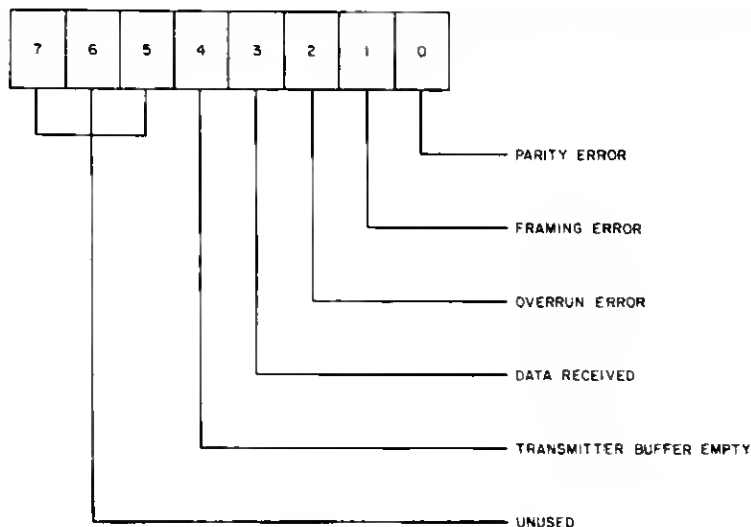 7 6 5 4 3 2 1 0
PARITY ERROR
FRAMING ERROR
OVERRUN ERROR
DATA RECEIVED
TRANSMITTER BUFFER EMPTY
UNUSED